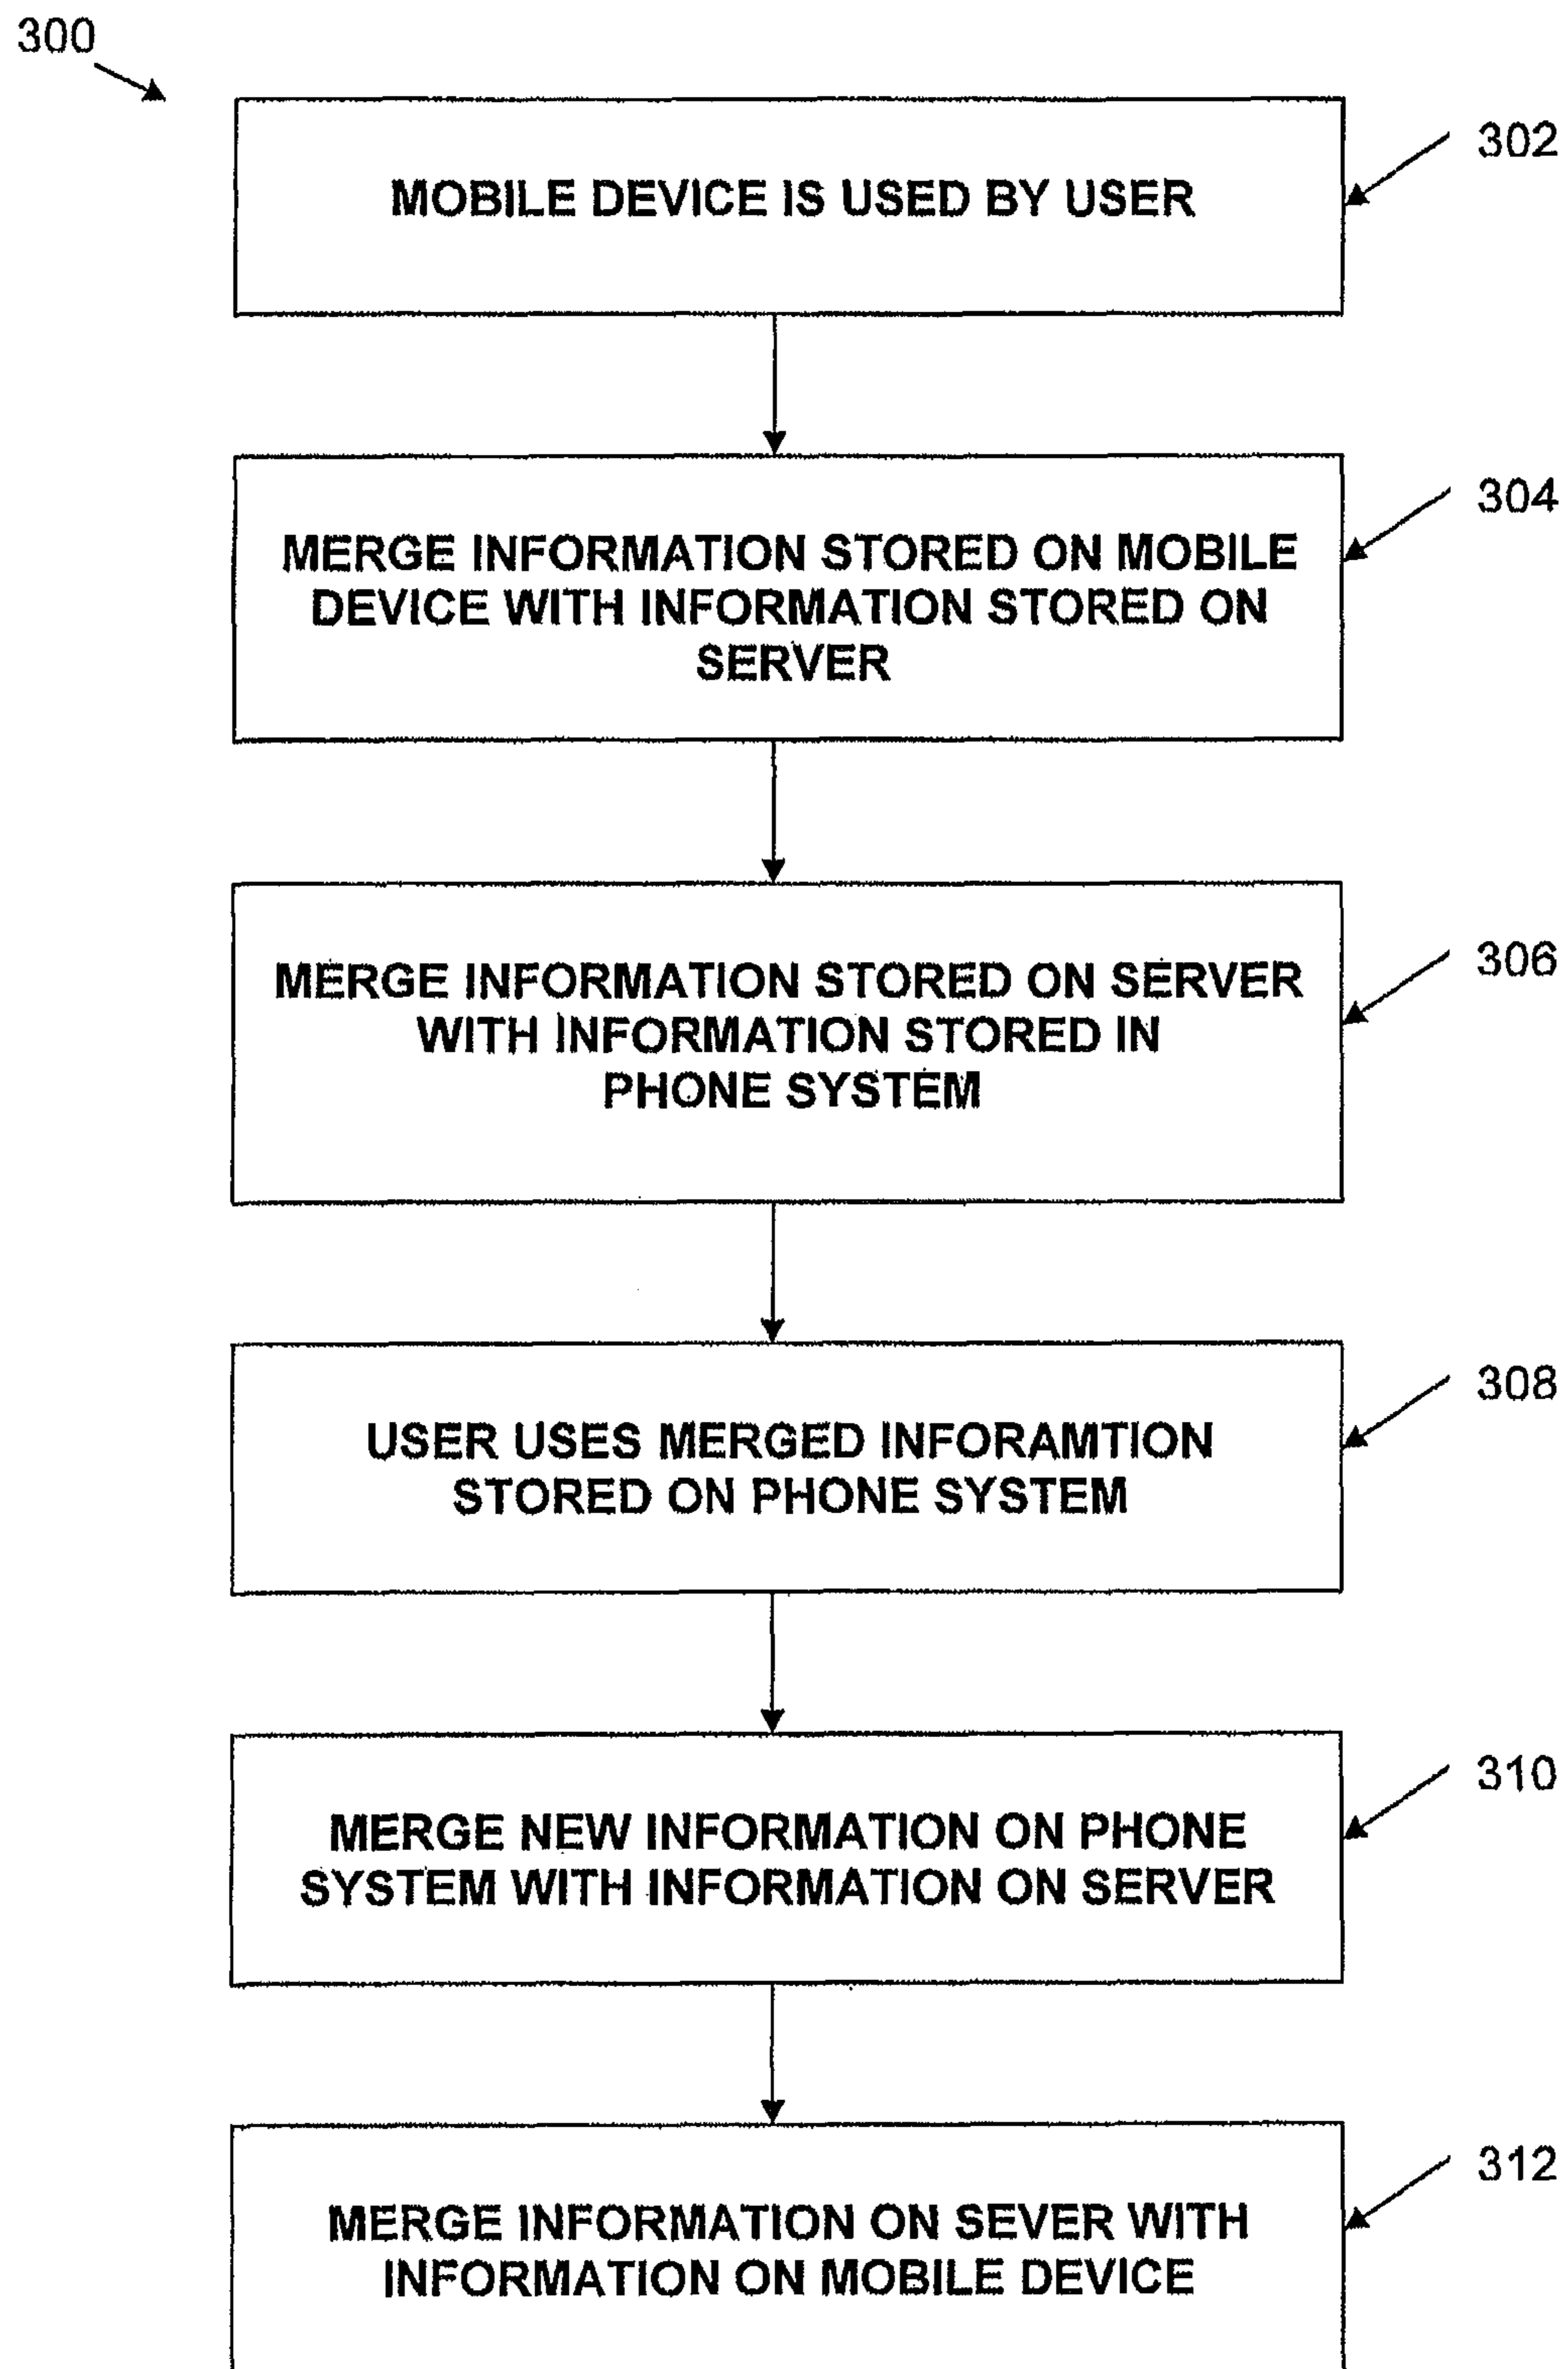 300
302
MOBILE DEVICE IS USED BY USER
304
MERGE INFORMATION STORED ON MOBILE
DEVICE WITH INFORMATION STORED ON
SERVER
306
MERGE INFORMATION STORED ON SERVER
WITH INFORMATION STORED IN
PHONE SYSTEM
308
USER USES MERGED INFORAMTION
STORED ON PHONE SYSTEM
310
MERGE NEW INFORMATION ON PHONE
SYSTEM WITH INFORMATION ON SERVER
312
MERGE INFORMATION ON SEVER WITH
INFORMATION ON MOBILE DEVICE